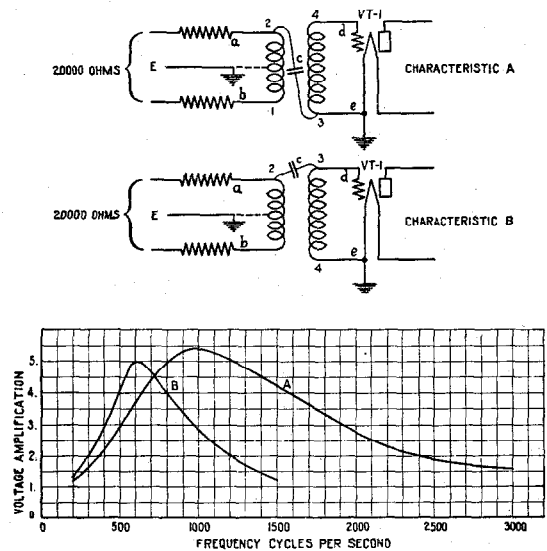 4 VT-1
2
a d
20000 OHMS E c CHARACTERISTIC A
b e
1 3
VT-1
2 c 3
a d
20000 OHMS E CHARACTERISTIC B
b e
4
5.
4.
3.
2.
1.
0
VOLTAGE AMPLIFICATION
B A
0 500 1000 1500 2000 2500 3000
FREQUENCY CYCLES PER SECOND